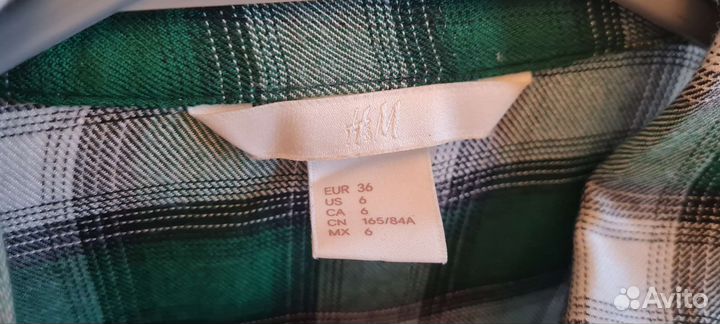 H&M
EUR 36
US 6
CA 6
CN 165/84A
MX 6
Avito